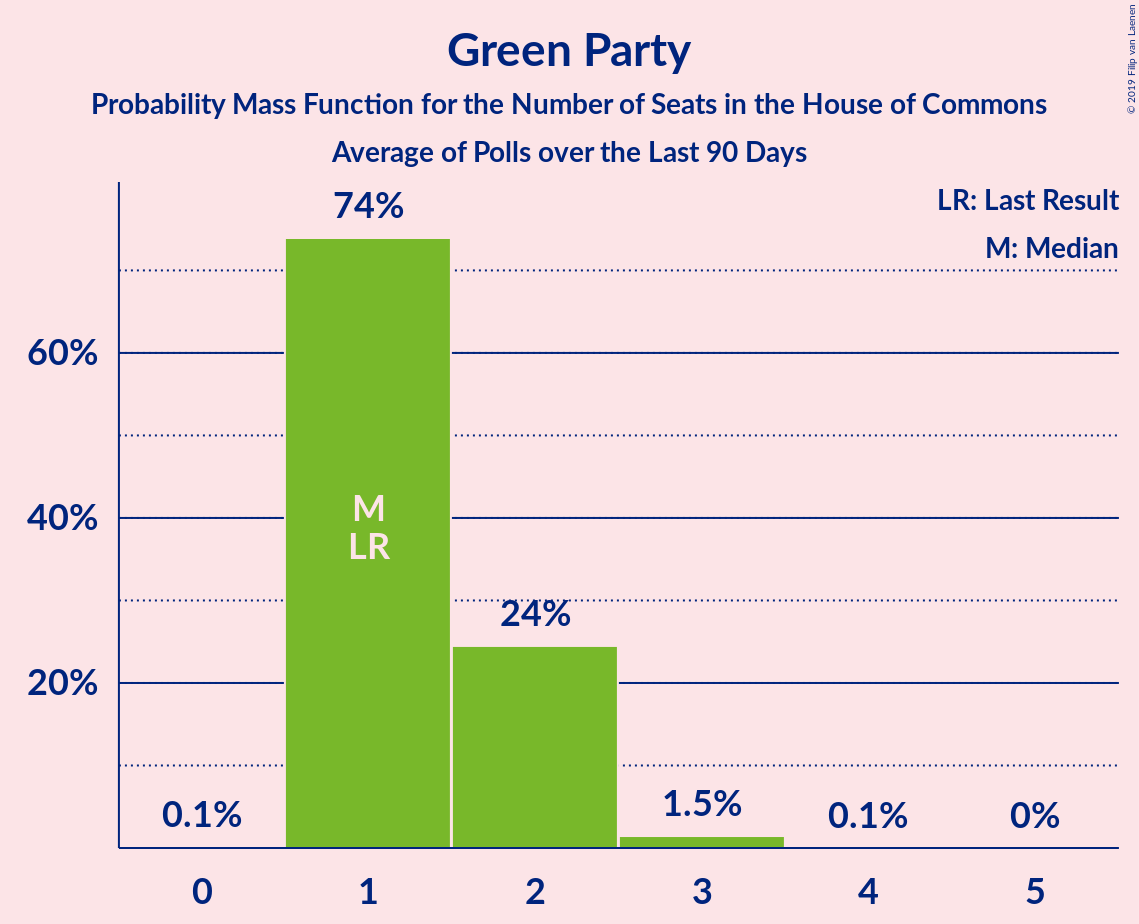 Green Party
Probability Mass Function for the Number of Seats in the House of Commons
Average of Polls over the Last 90 Days
© 2019 Filip van Laenen
LR: Last Result
M: Median
74%
60%
40%
20%
M
LR
24%
0.1%
1.5%
0.1%
0%
0 1 2 3 4 5